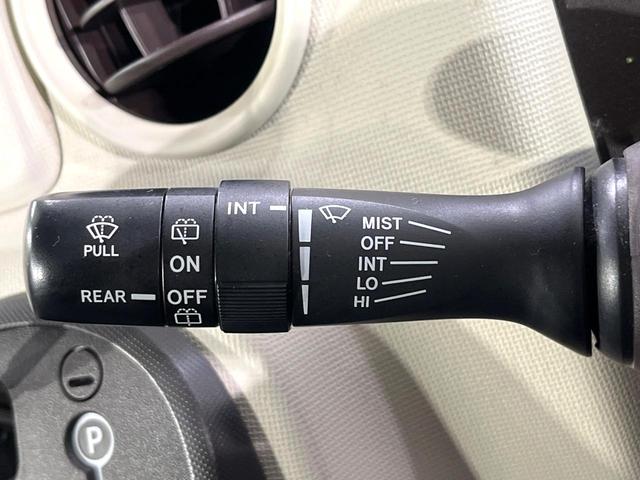 PULL
REAR
ON
OFF
INT
MIST
OFF
INT
LO
HI
P